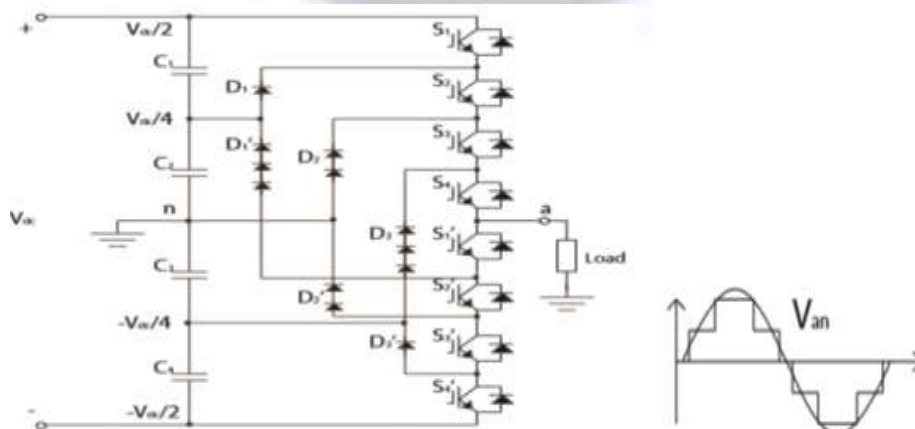 +
Vdc/2
S₁
C₁
D₁
S₂
Vdc/4
D₁'
D₂
S₃
C₂
S₄
n
a
Vdc
D₃
S₁'
Load
C₃
D₂'
S₂'
Van
-Vdc/4
D₃'
S₃'
C₄
S₄'
-
-Vdc/2